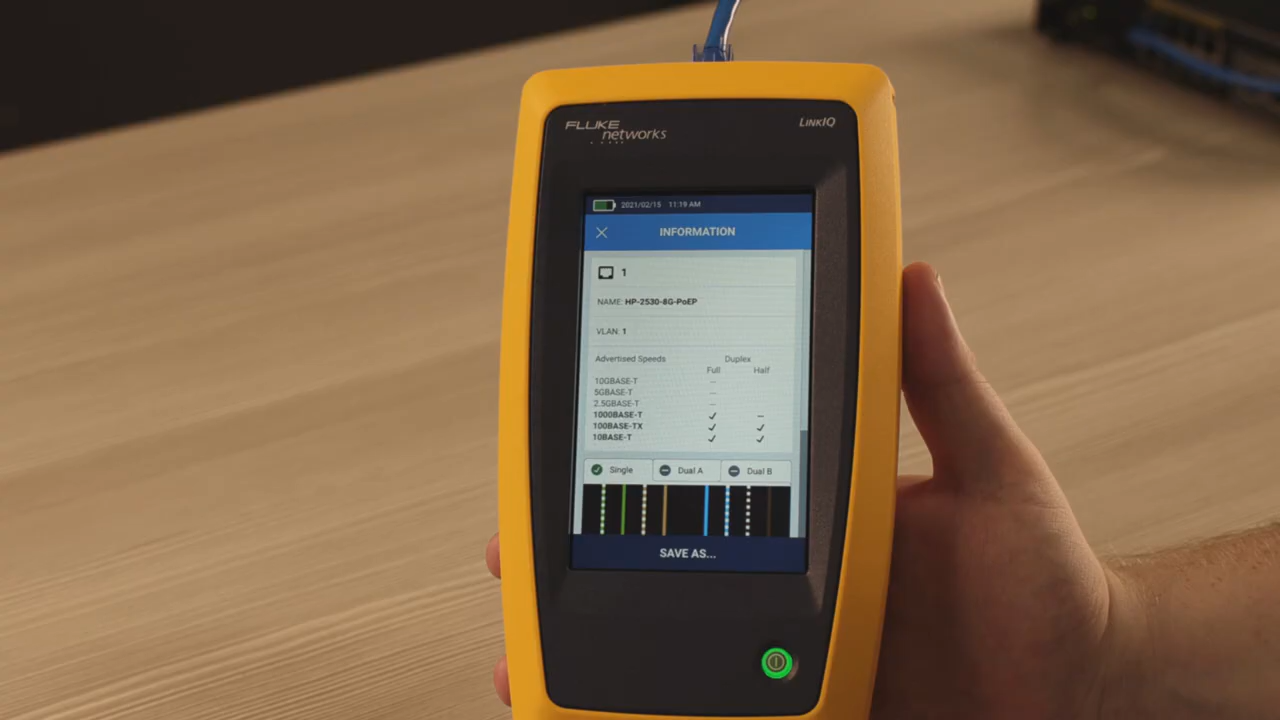 FLUKE
networks
LINKIQ
2021/02/15 11:19 AM
INFORMATION
1
NAME: HP-2530-8G-PoEP
VLAN: 1
Advertised Speeds Duplex
Full Half
10GBASE-T --
5GBASE-T --
2.5GBASE-T --
1000BASE-T ✓ --
100BASE-TX ✓ ✓
10BASE-T ✓ ✓
Single Dual A Dual B
SAVE AS...